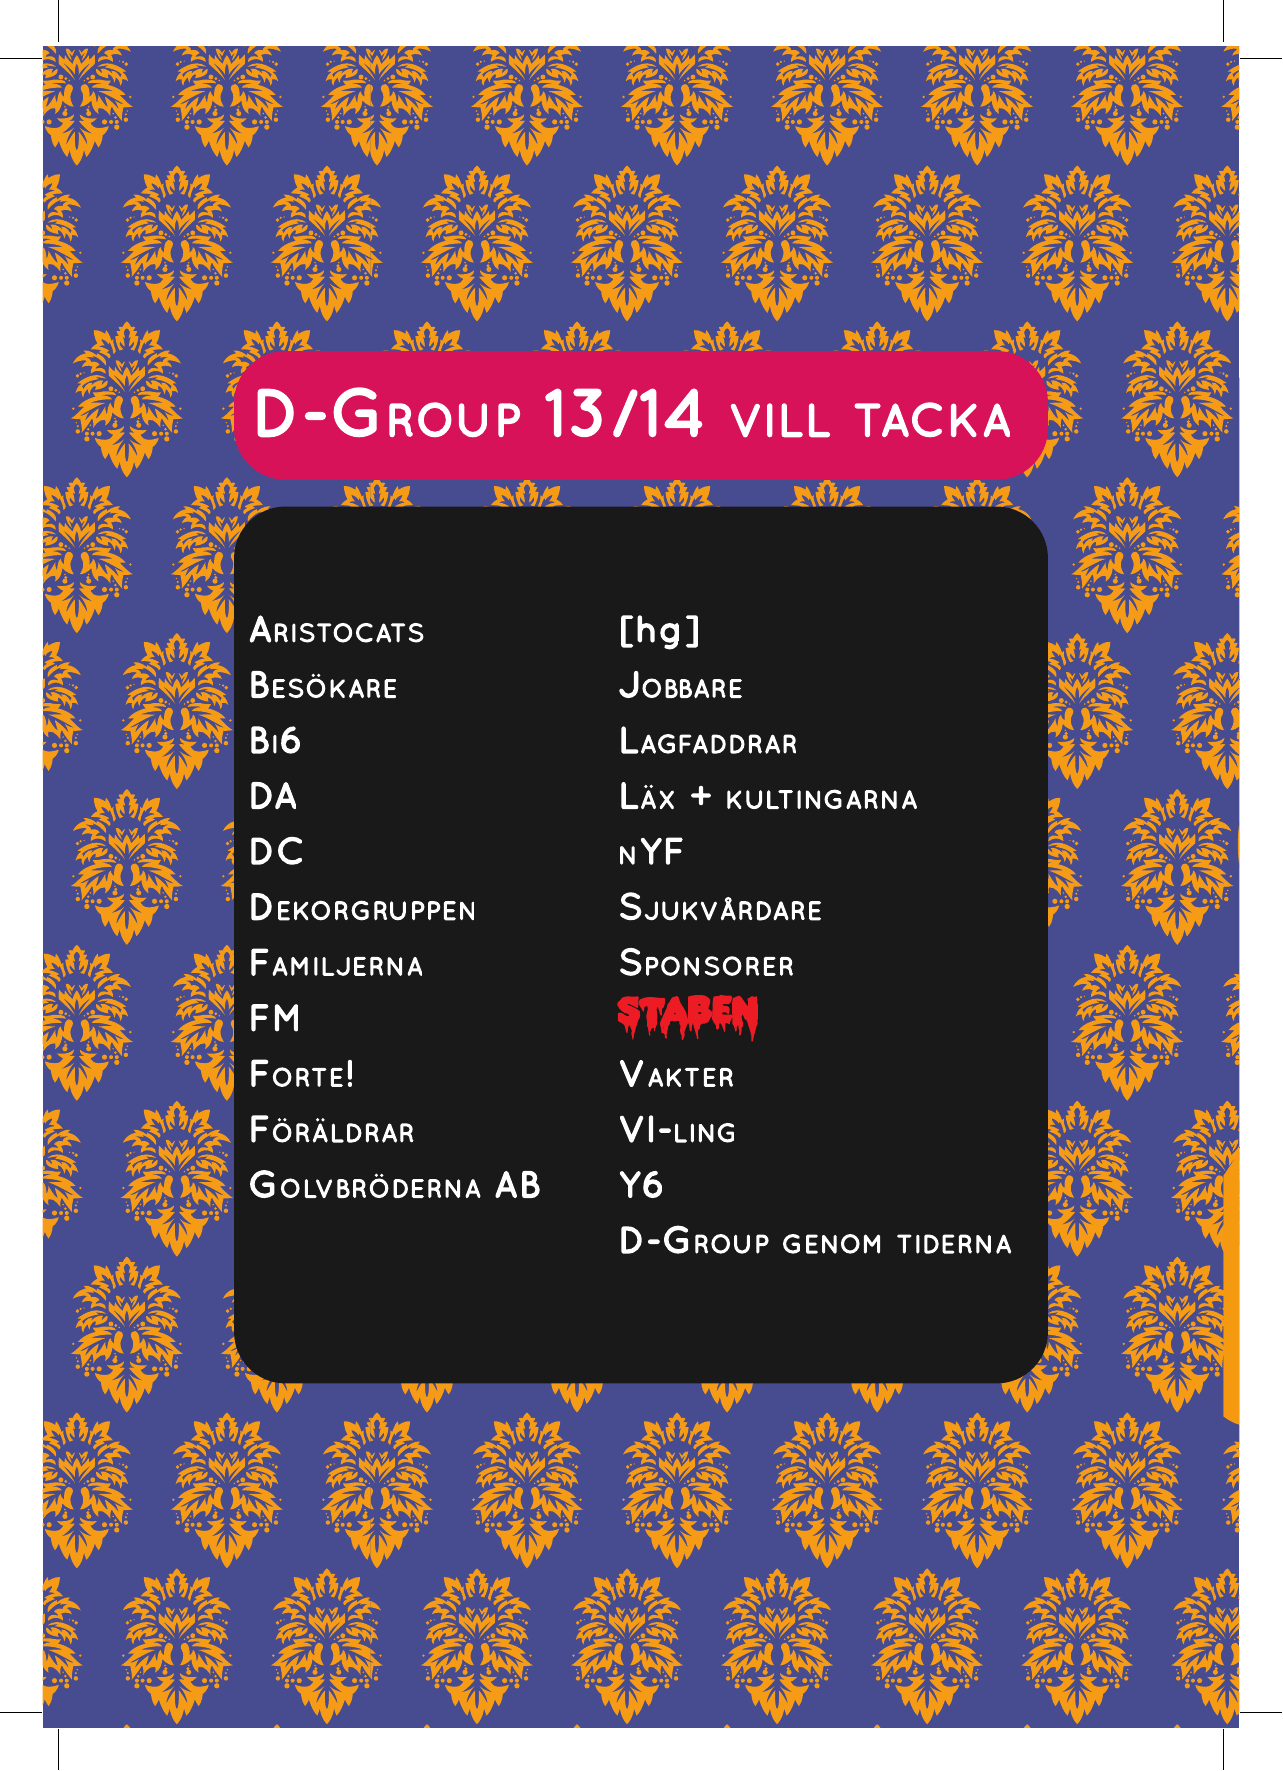 D-Group 13/14 vill tacka
Aristocats
Besökare
Bi6
DA
DC
Dekorgruppen
Familjerna
FM
Forte!
Föräldrar
Golvbröderna AB
[hg]
Jobbare
Lagfaddrar
Läx + kultingarna
nYF
Sjukvårdare
Sponsorer
STABEN
Vakter
VI-ling
Y6
D-Group genom tiderna